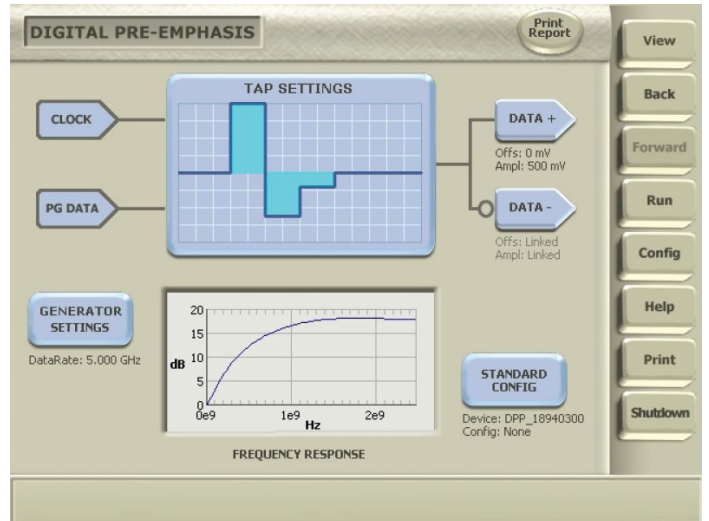 DIGITAL PRE-EMPHASIS
Print
Report
View
Back
Forward
Run
Config
Help
Print
Shutdown
TAP SETTINGS
CLOCK
PG DATA
DATA +
Offs: 0 mV
Ampl: 500 mV
DATA -
Offs: Linked
Ampl: Linked
GENERATOR
SETTINGS
DataRate: 5.000 GHz
20
15
dB 10
5
0
0e9 1e9 2e9
Hz
FREQUENCY RESPONSE
STANDARD
CONFIG
Device: DPP_18940300
Config: None